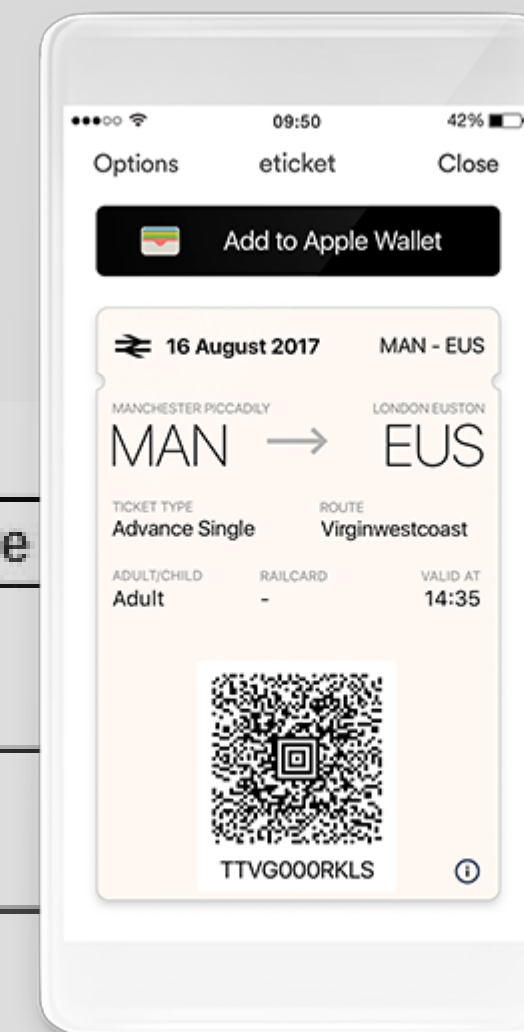 09:50 42%
Options eticket Close
Add to Apple Wallet
16 August 2017 MAN - EUS
MANCHESTER PICCADILY LONDON EUSTON
MAN → EUS
TICKET TYPE ROUTE
Advance Single Virginwestcoast
e
ADULT/CHILD RAILCARD VALID AT
Adult - 14:35
TTVG000RKLS